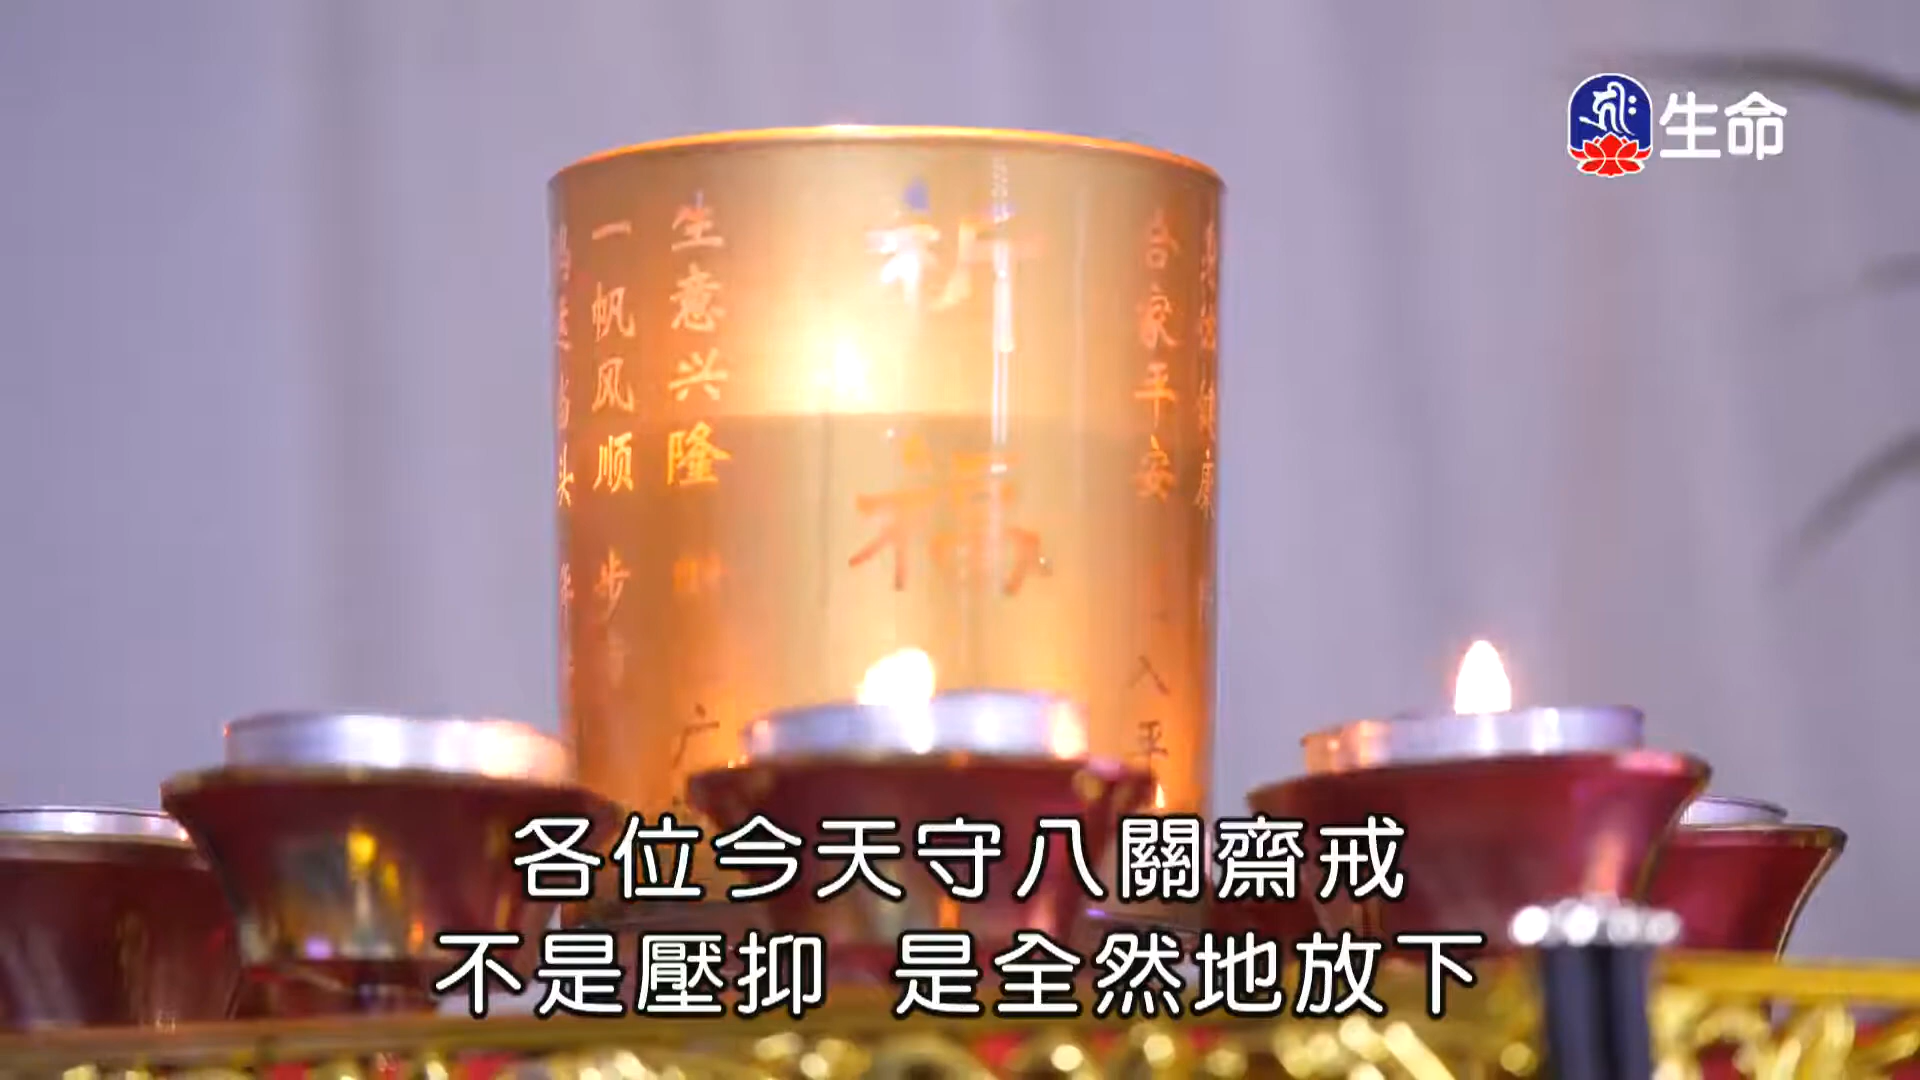 生命
祈福
生意兴隆
一帆风顺
合家平安
各位今天守八關齋戒
不是壓抑 是全然地放下